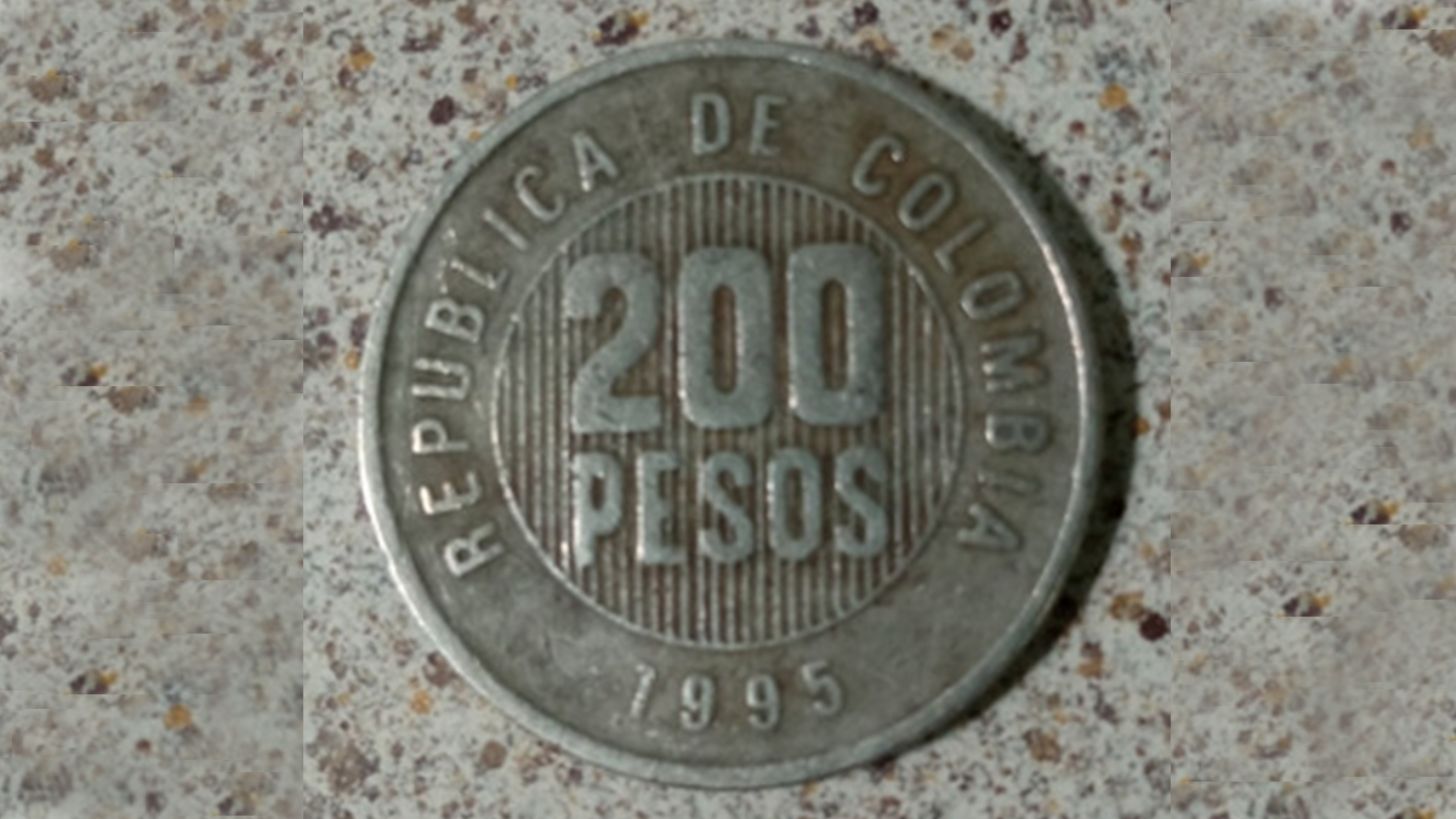 REPUBLICA DE COLOMBIA
200
PESOS
1995